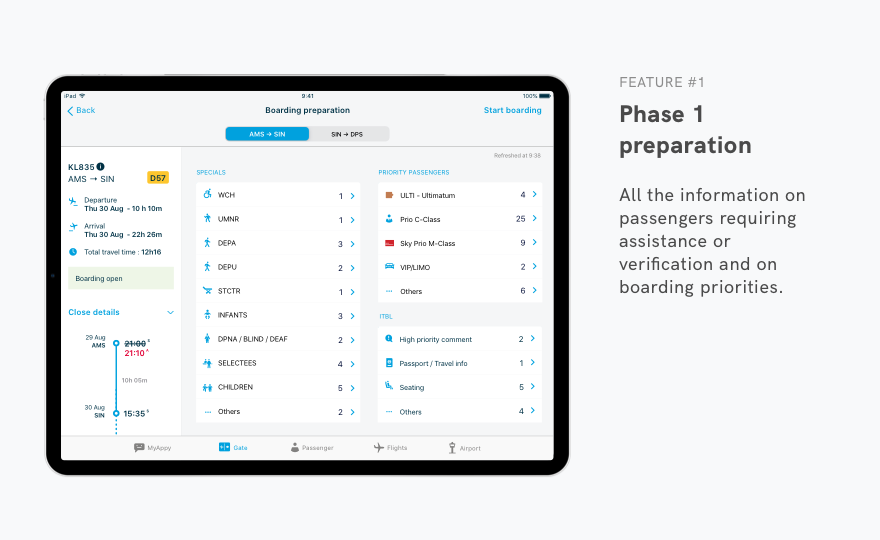 iPad
9:41
100%
Back
Boarding preparation
Start boarding
AMS → SIN
SIN → DPS
Refreshed at 9:38
KL835
AMS → SIN
D57
Departure
Thu 30 Aug - 10 h 10m
Arrival
Thu 30 Aug - 22h 26m
Total travel time : 12h16
Boarding open
Close details
29 Aug
AMS
21:00 S
21:10 A
10h 05m
30 Aug
SIN
15:35 S
SPECIALS
WCH 1
UMNR 1
DEPA 3
DEPU 2
STCTR 1
INFANTS 3
DPNA / BLIND / DEAF 2
SELECTEES 4
CHILDREN 5
Others 2
PRIORITY PASSENGERS
ULTI - Ultimatum 4
Prio C-Class 25
Sky Prio M-Class 9
VIP/LIMO 2
Others 6
ITBL
High priority comment 2
Passport / Travel info 1
Seating 5
Others 4
MyAppy
Gate
Passenger
Flights
Airport
FEATURE #1
Phase 1
preparation
All the information on
passengers requiring
assistance or
verification and on
boarding priorities.